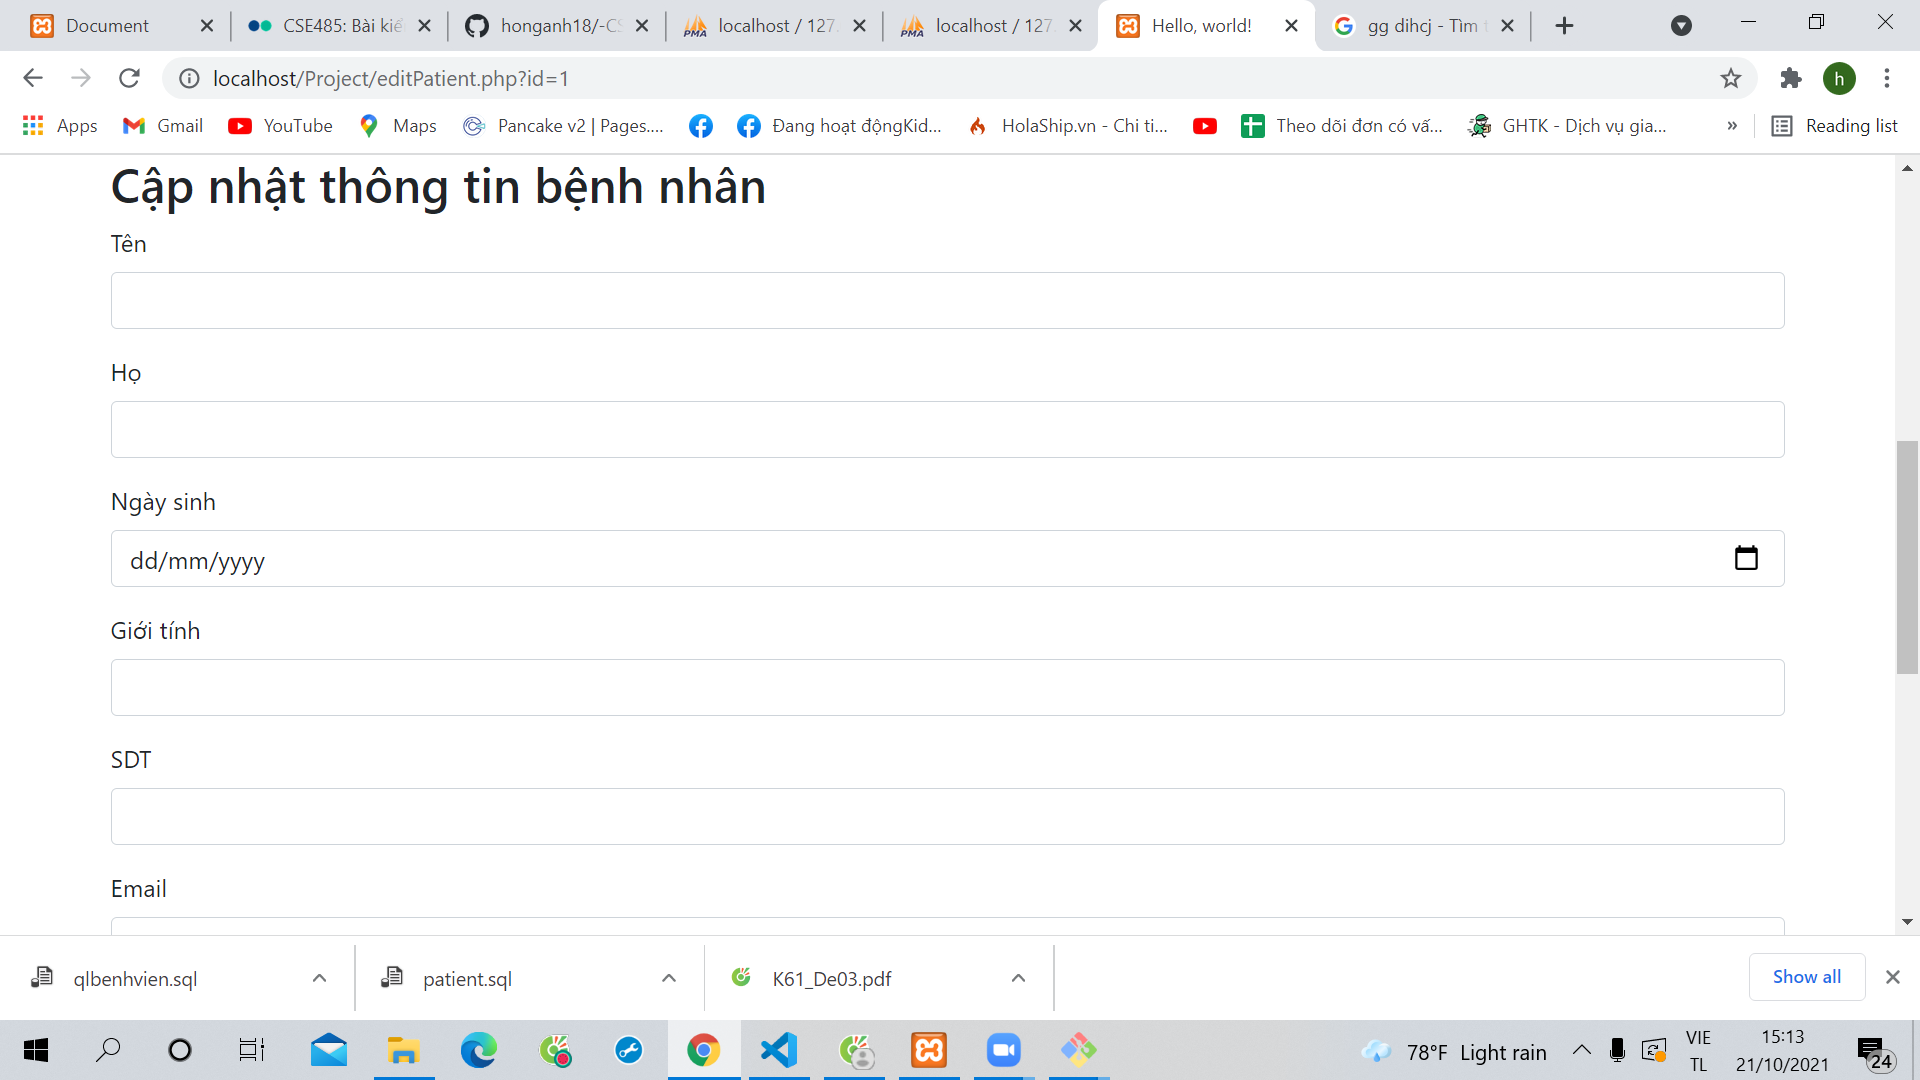 Document
CSE485: Bài kiể
honganh18/-CS
localhost / 127.
localhost / 127.
Hello, world!
gg dihcj - Tìm
localhost/Project/editPatient.php?id=1
h
Apps
Gmail
YouTube
Maps
Pancake v2 | Pages....
Đang hoạt độngKid...
HolaShip.vn - Chi ti...
Theo dõi đơn có vấ...
GHTK - Dịch vụ gia...
»
Reading list
Cập nhật thông tin bệnh nhân
Tên
Họ
Ngày sinh
dd/mm/yyyy
Giới tính
SDT
Email
qlbenhvien.sql
patient.sql
K61_De03.pdf
Show all
78°F Light rain
VIE
TL
15:13
21/10/2021
24